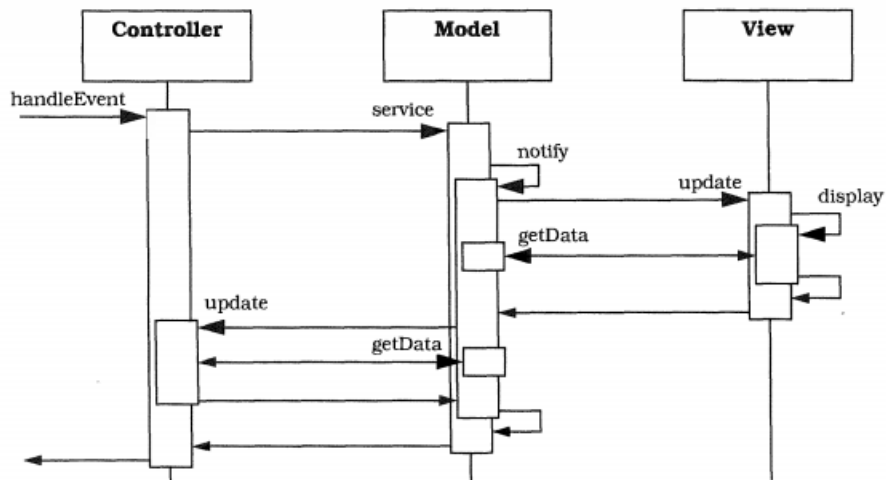 Controller
Model
View
handleEvent
service
notify
update
display
getData
update
getData